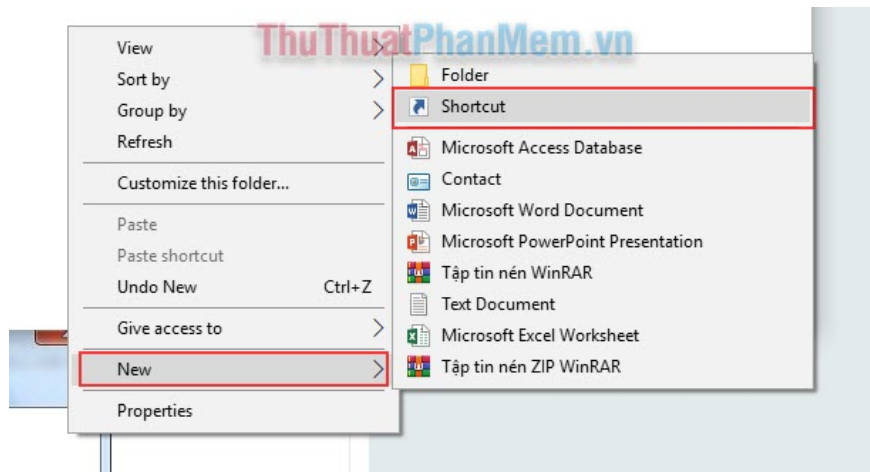 ThuThuatPhanMem.vn
View
Sort by
Group by
Refresh
Customize this folder...
Paste
Paste shortcut
Undo New Ctrl+Z
Give access to
New
Properties
Folder
Shortcut
Microsoft Access Database
Contact
Microsoft Word Document
Microsoft PowerPoint Presentation
Tập tin nén WinRAR
Text Document
Microsoft Excel Worksheet
Tập tin nén ZIP WinRAR